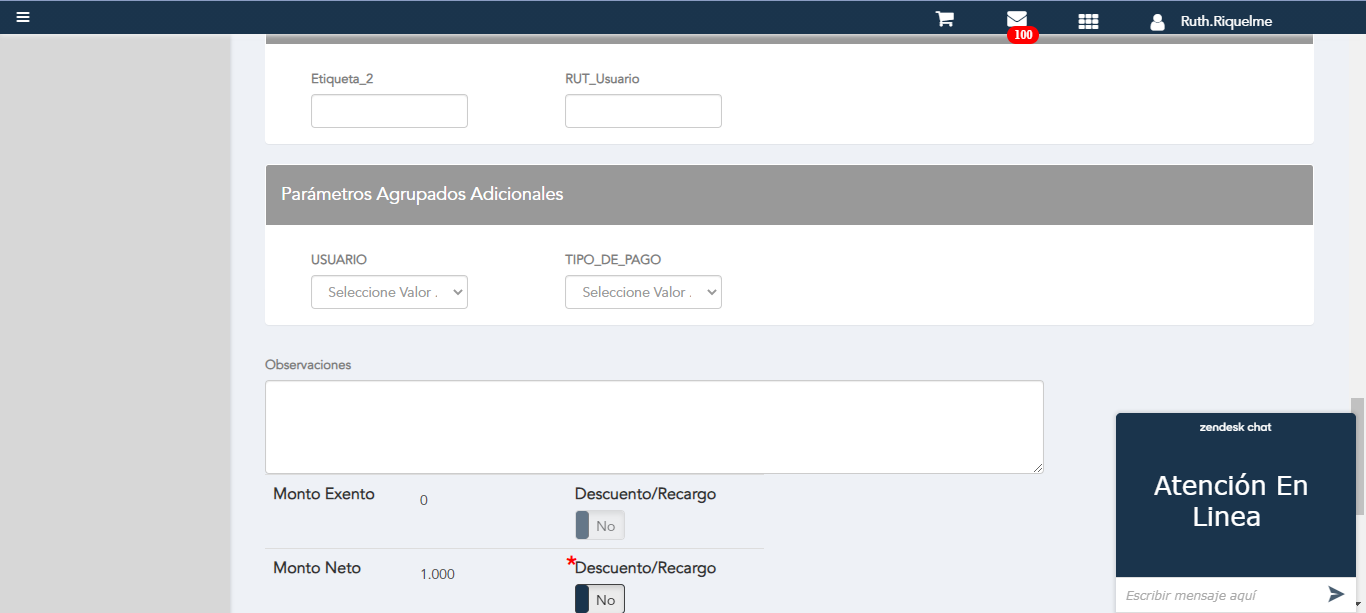 Ruth.Riquelme
100
Etiqueta_2 RUT_Usuario
Parámetros Agrupados Adicionales
USUARIO TIPO_DE_PAGO
Seleccione Valor . Seleccione Valor .
Observaciones
zendesk chat
Atención En
Linea
Escribir mensaje aquí
Monto Exento 0 Descuento/Recargo
No
Monto Neto 1.000 *Descuento/Recargo
No